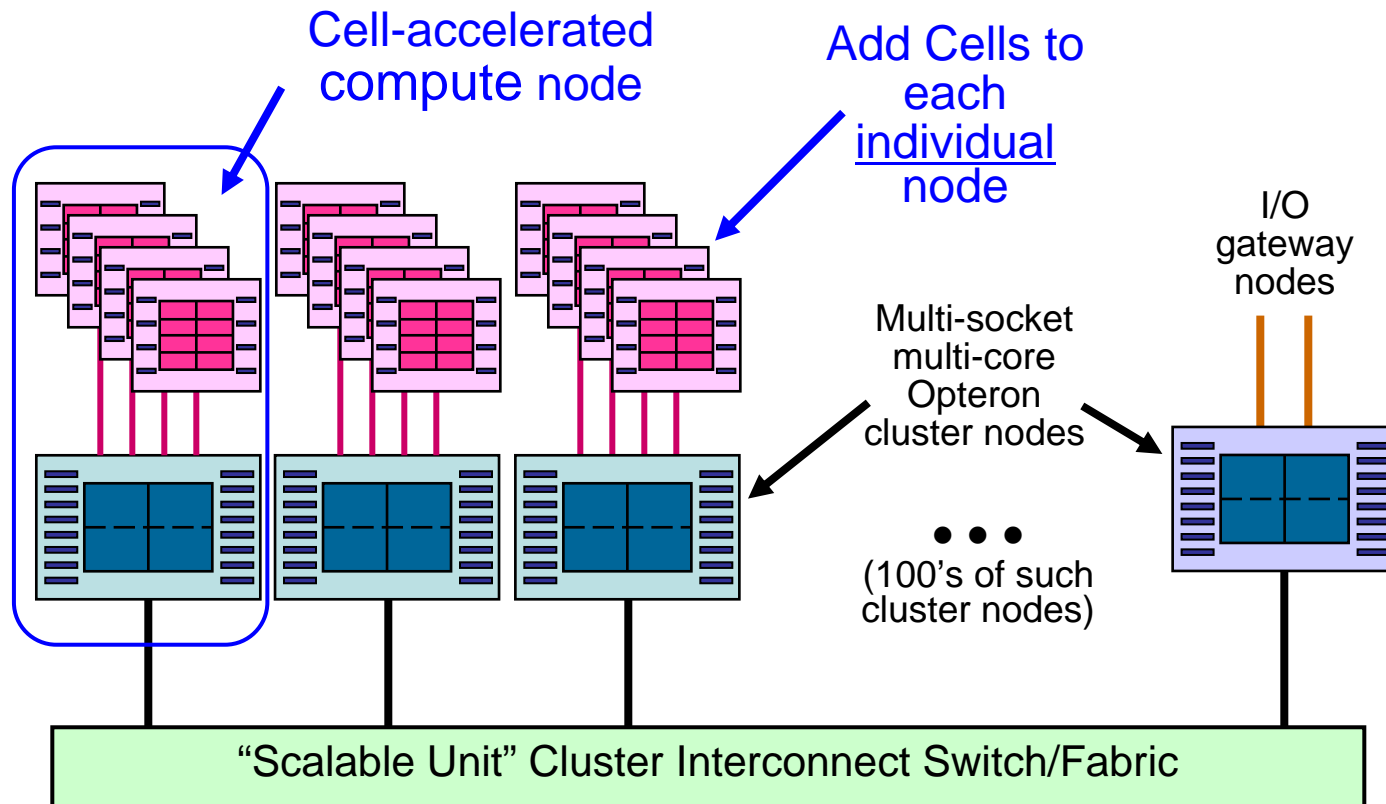 Cell-accelerated
compute node
Add Cells to
each
individual
node
I/O
gateway
nodes
Multi-socket
multi-core
Opteron
cluster nodes
• • •
(100’s of such
cluster nodes)
“Scalable Unit” Cluster Interconnect Switch/Fabric